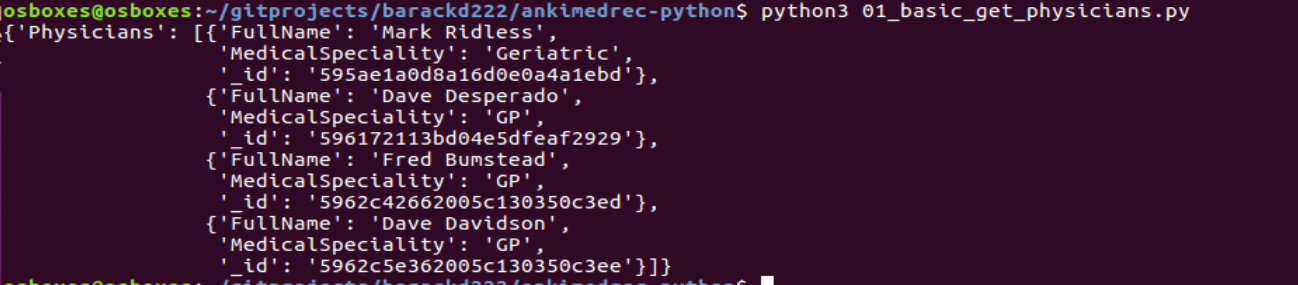 osboxes@osboxes:~/gitprojects/barackd222/ankimedrec-python$ python3 01_basic_get_physicians.py
{'Physicians': [{'FullName': 'Mark Ridless',
'MedicalSpeciality': 'Geriatric',
'_id': '595ae1a0d8a16d0e0a4a1ebd'},
{'FullName': 'Dave Desperado',
'MedicalSpeciality': 'GP',
'_id': '596172113bd04e5dfeaf2929'},
{'FullName': 'Fred Bumstead',
'MedicalSpeciality': 'GP',
'_id': '5962c42662005c130350c3ed'},
{'FullName': 'Dave Davidson',
'MedicalSpeciality': 'GP',
'_id': '5962c5e362005c130350c3ee'}]}
osboxes@osboxes:~/gitprojects/barackd222/ankimedrec-python$